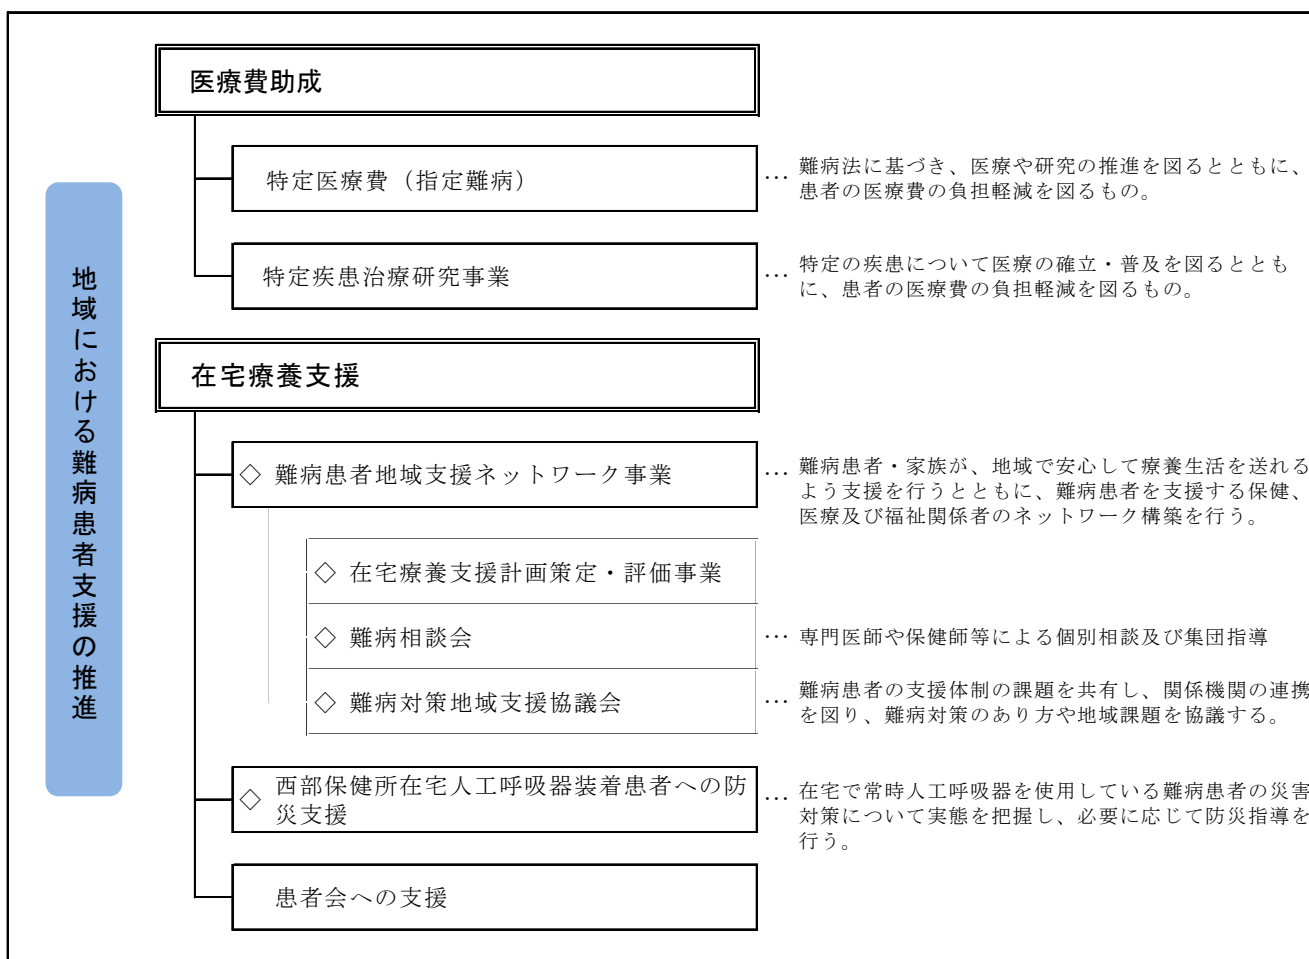 地域における難病患者支援の推進
医療費助成
特定医療費（指定難病）
… 難病法に基づき、医療や研究の推進を図るとともに、
患者の医療費の負担軽減を図るもの。
特定疾患治療研究事業
… 特定の疾患について医療の確立・普及を図るととも
に、患者の医療費の負担軽減を図るもの。
在宅療養支援
◇ 難病患者地域支援ネットワーク事業
… 難病患者・家族が、地域で安心して療養生活を送れる
よう支援を行うとともに、難病患者を支援する保健、
医療及び福祉関係者のネットワーク構築を行う。
◇ 在宅療養支援計画策定・評価事業
◇ 難病相談会
… 専門医師や保健師等による個別相談及び集団指導
◇ 難病対策地域支援協議会
… 難病患者の支援体制の課題を共有し、関係機関の連携
を図り、難病対策のあり方や地域課題を協議する。
◇ 西部保健所在宅人工呼吸器装着患者への防
災支援
… 在宅で常時人工呼吸器を使用している難病患者の災害
対策について実態を把握し、必要に応じて防災指導を
行う。
患者会への支援